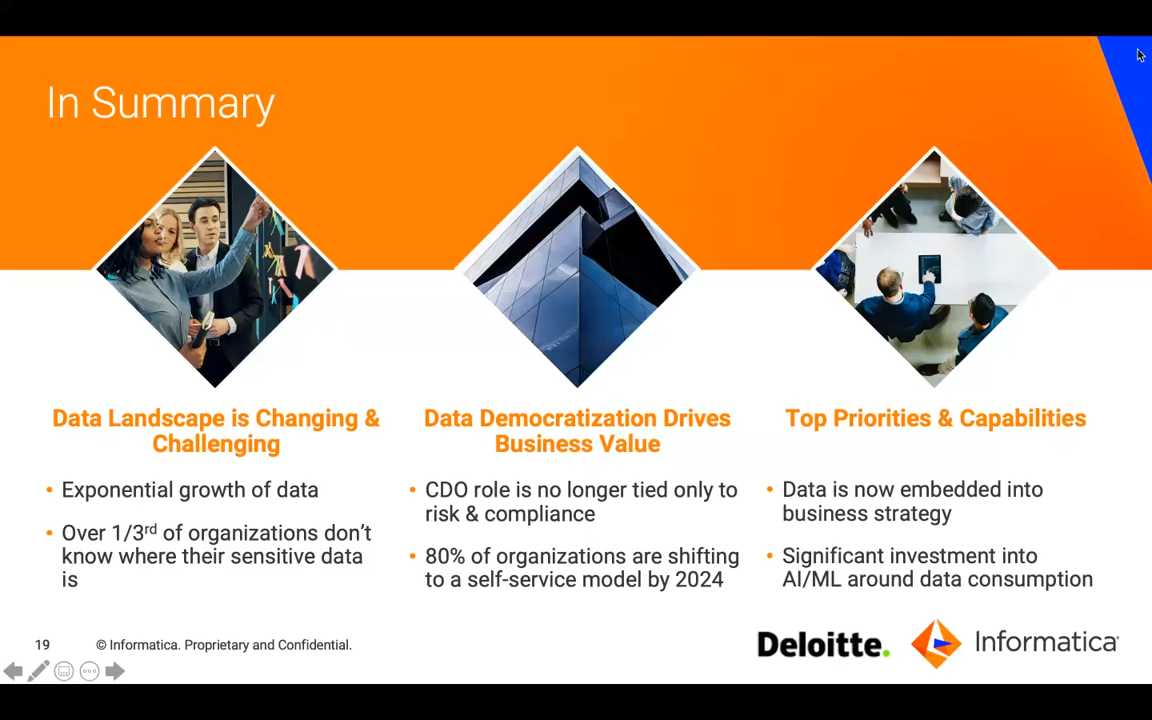 In Summary
Data Landscape is Changing &
Challenging
• Exponential growth of data
• Over 1/3rd of organizations don't
know where their sensitive data
is
Data Democratization Drives
Business Value
• CDO role is no longer tied only to
risk & compliance
• 80% of organizations are shifting
to a self-service model by 2024
Top Priorities & Capabilities
• Data is now embedded into
business strategy
• Significant investment into
AI/ML around data consumption
19
© Informatica. Proprietary and Confidential.
Deloitte.
Informatica